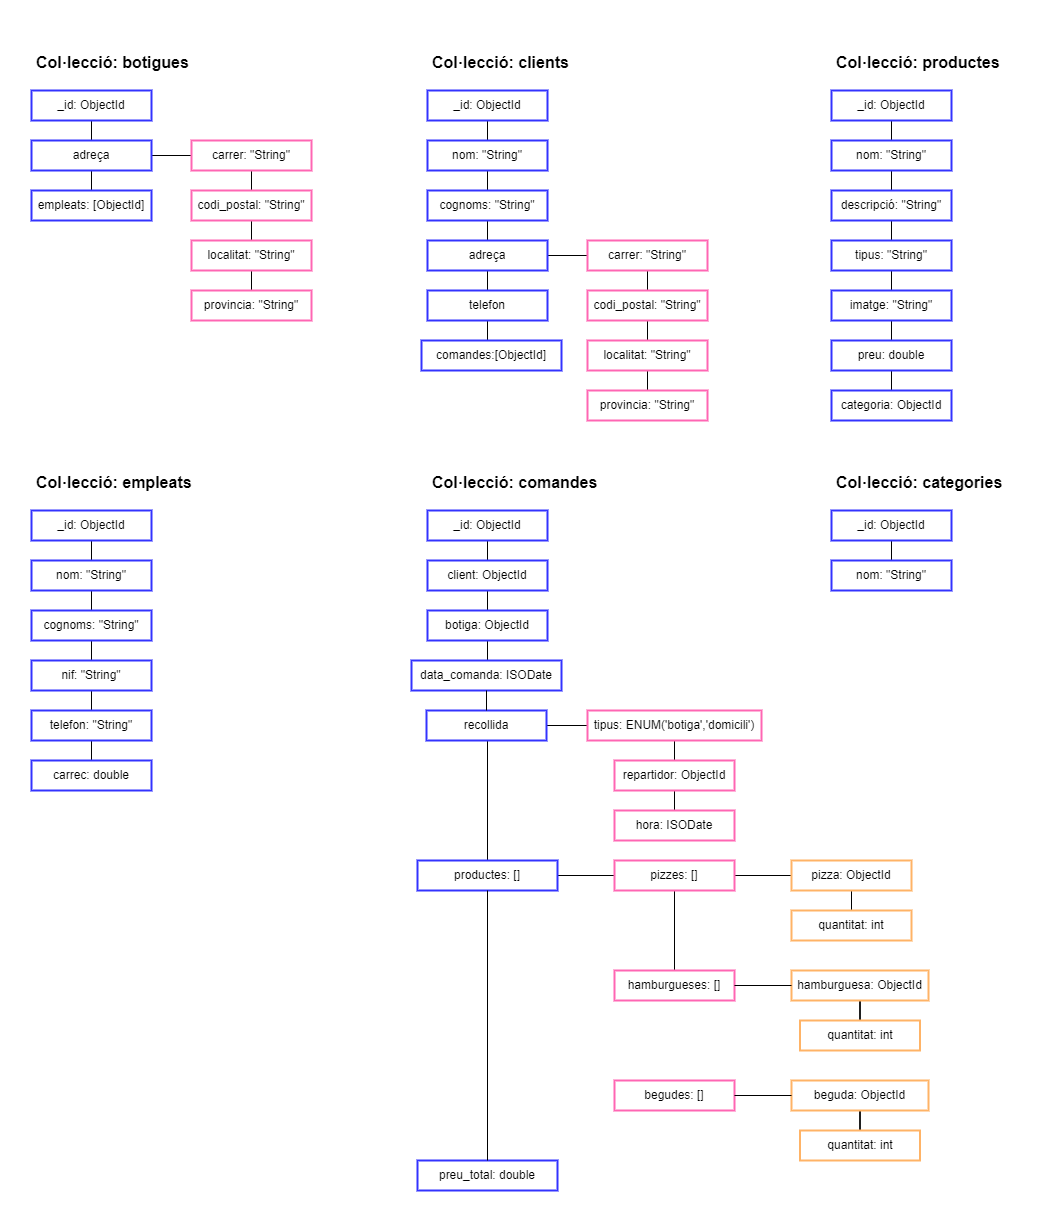 Col·lecció: botigues
_id: ObjectId
adreça
carrer: "String"
empleats: [ObjectId]
codi_postal: "String"
localitat: "String"
provincia: "String"
Col·lecció: clients
_id: ObjectId
nom: "String"
cognoms: "String"
adreça
carrer: "String"
telefon
codi_postal: "String"
comandes:[ObjectId]
localitat: "String"
provincia: "String"
Col·lecció: productes
_id: ObjectId
nom: "String"
descripció: "String"
tipus: "String"
imatge: "String"
preu: double
categoria: ObjectId
Col·lecció: empleats
_id: ObjectId
nom: "String"
cognoms: "String"
nif: "String"
telefon: "String"
carrec: double
Col·lecció: comandes
_id: ObjectId
client: ObjectId
botiga: ObjectId
data_comanda: ISODate
recollida
tipus: ENUM('botiga','domicili')
repartidor: ObjectId
hora: ISODate
productes: []
pizzes: []
pizza: ObjectId
quantitat: int
hamburgueses: []
hamburguesa: ObjectId
quantitat: int
begudes: []
beguda: ObjectId
quantitat: int
preu_total: double
Col·lecció: categories
_id: ObjectId
nom: "String"